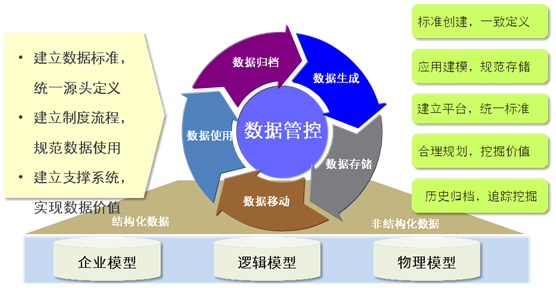 • 建立数据标准，
统一源头定义
• 建立制度流程，
规范数据使用
• 建立支撑系统，
实现数据价值
数据归档
数据生成
数据使用
数据管控
数据存储
数据移动
标准创建，一致定义
应用建模，规范存储
建立平台，统一标准
合理规划，挖掘价值
历史归档，追踪挖掘
结构化数据
非结构化数据
企业模型
逻辑模型
物理模型